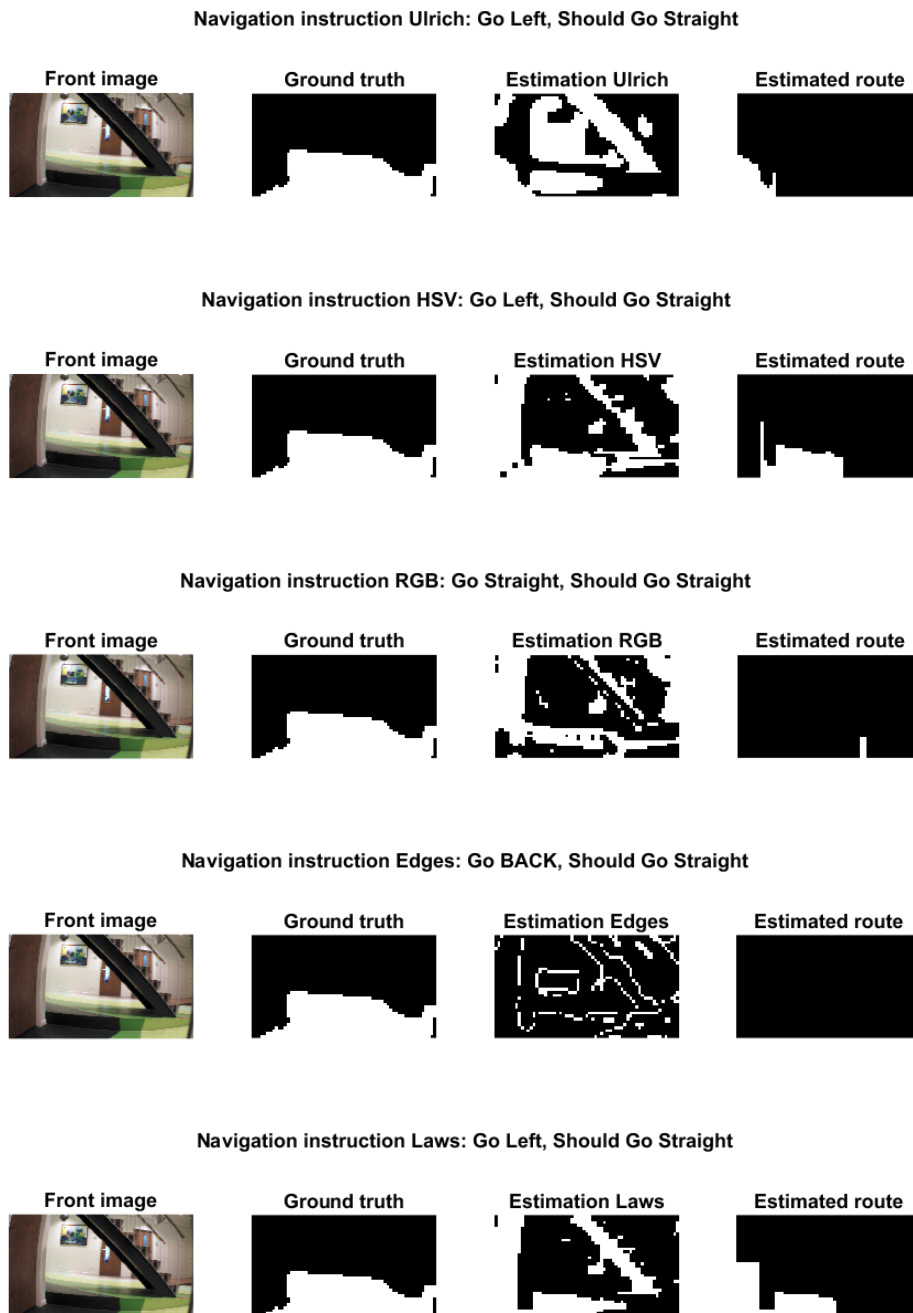 Navigation instruction Ulrich: Go Left, Should Go Straight
Front image Ground truth Estimation Ulrich Estimated route
Navigation instruction HSV: Go Left, Should Go Straight
Front image Ground truth Estimation HSV Estimated route
Navigation instruction RGB: Go Straight, Should Go Straight
Front image Ground truth Estimation RGB Estimated route
Navigation instruction Edges: Go BACK, Should Go Straight
Front image Ground truth Estimation Edges Estimated route
Navigation instruction Laws: Go Left, Should Go Straight
Front image Ground truth Estimation Laws Estimated route